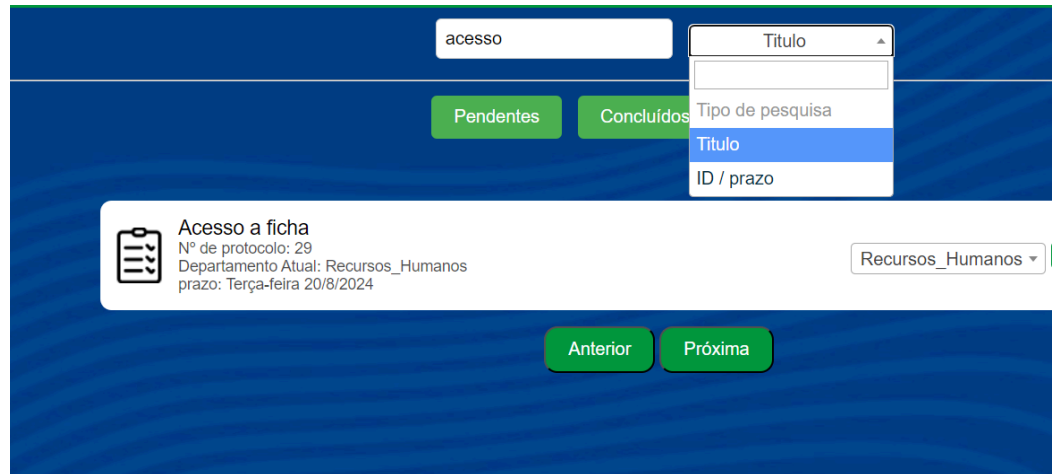 acesso
Titulo
Tipo de pesquisa
Titulo
ID / prazo
Pendentes
Concluídos
Acesso a ficha
Nº de protocolo: 29
Departamento Atual: Recursos_Humanos
prazo: Terça-feira 20/8/2024
Recursos_Humanos
Anterior
Próxima